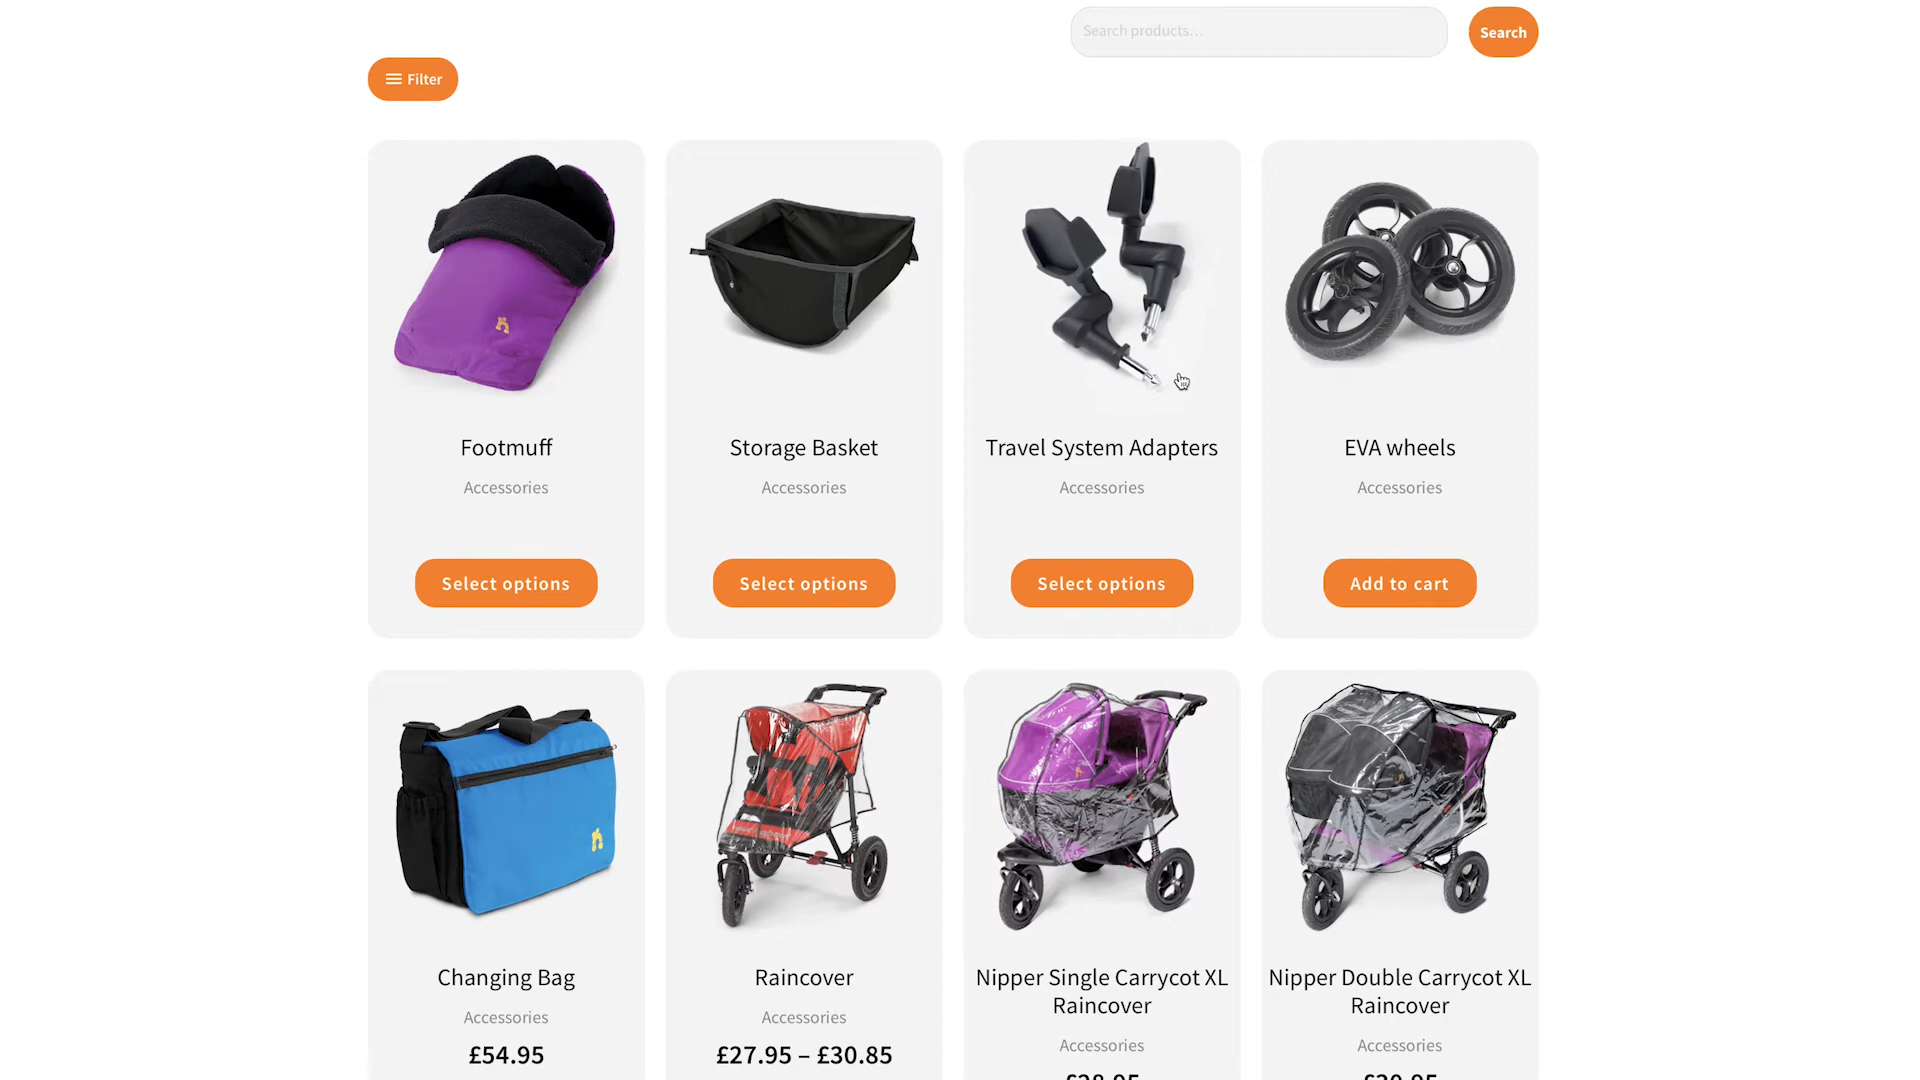 Search products...
Search
Filter
Footmuff
Storage Basket
Travel System Adapters
EVA wheels
Accessories
Accessories
Accessories
Accessories
Select options
Select options
Select options
Add to cart
Changing Bag
Raincover
Nipper Single Carrycot XL
Raincover
Nipper Double Carrycot XL
Raincover
Accessories
Accessories
Accessories
Accessories
£54.95
£27.95 – £30.85